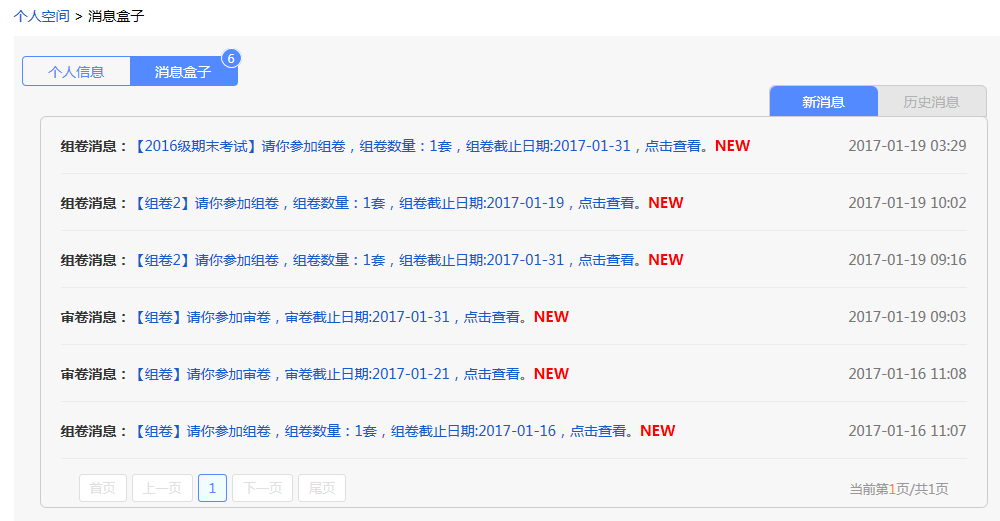 个人空间 > 消息盒子
个人信息 消息盒子 6
新消息 历史消息
组卷消息：【2016级期末考试】请你参加组卷，组卷数量：1套，组卷截止日期:2017-01-31，点击查看。NEW 2017-01-19 03:29
组卷消息：【组卷2】请你参加组卷，组卷数量：1套，组卷截止日期:2017-01-19，点击查看。NEW 2017-01-19 10:02
组卷消息：【组卷2】请你参加组卷，组卷数量：1套，组卷截止日期:2017-01-31，点击查看。NEW 2017-01-19 09:16
审卷消息：【组卷】请你参加审卷，审卷截止日期:2017-01-31，点击查看。NEW 2017-01-19 09:03
审卷消息：【组卷】请你参加审卷，审卷截止日期:2017-01-21，点击查看。NEW 2017-01-16 11:08
组卷消息：【组卷】请你参加组卷，组卷数量：1套，组卷截止日期:2017-01-16，点击查看。NEW 2017-01-16 11:07
首页 上一页 1 下一页 尾页 当前第1页/共1页